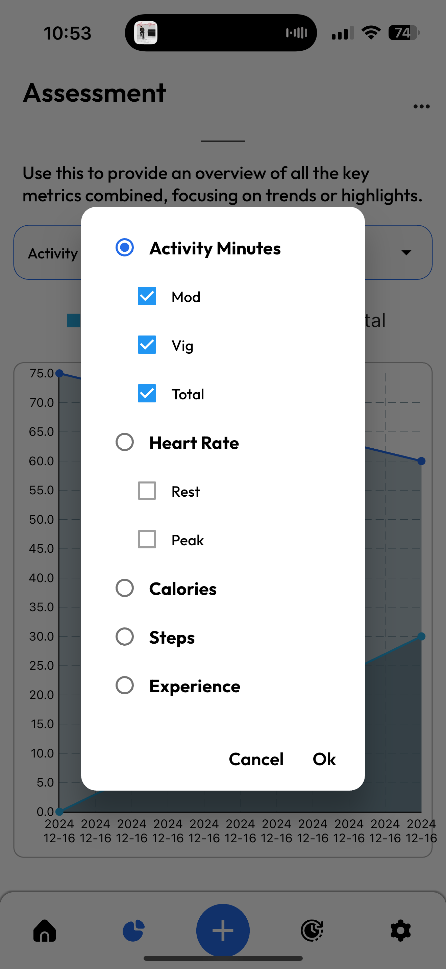 10:53
74
Assessment
Use this to provide an overview of all the key
metrics combined, focusing on trends or highlights.
Activity
tal
Activity Minutes
Mod
Vig
Total
Heart Rate
Rest
Peak
Calories
Steps
Experience
Cancel Ok
75.0
70.0
65.0
60.0
55.0
50.0
45.0
40.0
35.0
30.0
25.0
20.0
15.0
10.0
5.0
0.0
2024 2024 2024 2024 2024 2024 2024 2024 2024 2024 2024
12-16 12-16 12-16 12-16 12-16 12-16 12-16 12-16 12-16 12-16 12-16